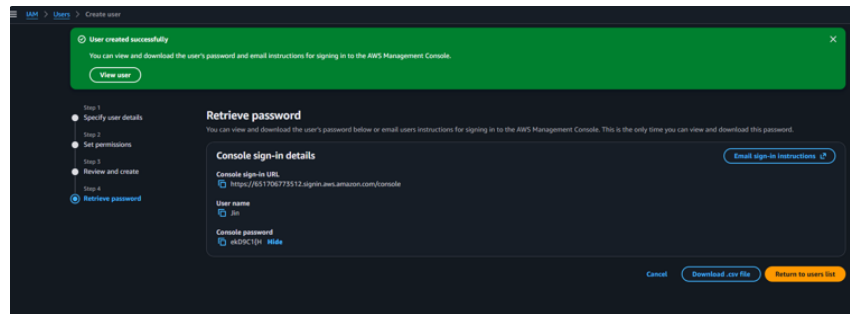 IAM > Users > Create user
User created successfully
You can view and download the user's password and email instructions for signing in to the AWS Management Console.
View user
Step 1
Specify user details
Step 2
Set permissions
Step 3
Review and create
Step 4
Retrieve password
Retrieve password
You can view and download the user's password below or email users instructions for signing in to the AWS Management Console. This is the only time you can view and download this password.
Console sign-in details
Email sign-in instructions
Console sign-in URL
https://651706773512.signin.aws.amazon.com/console
User name
Jin
Console password
ekD9C1(H Hide
Cancel
Download .csv file
Return to users list